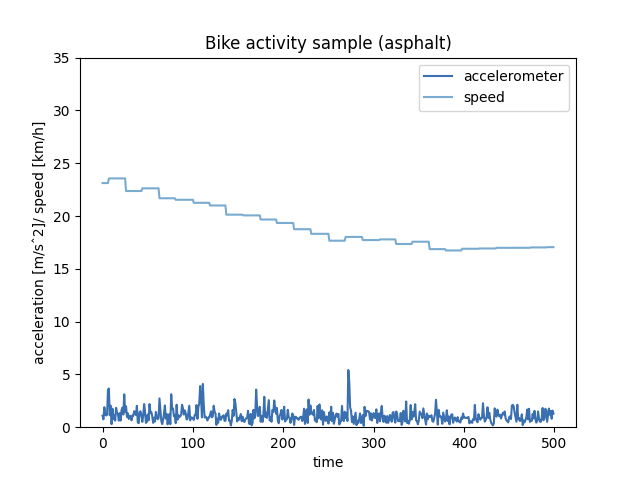 Bike activity sample (asphalt)
accelerometer
speed
acceleration [m/s^2]/ speed [km/h]
35
30
25
20
15
10
5
0
0 100 200 300 400 500
time